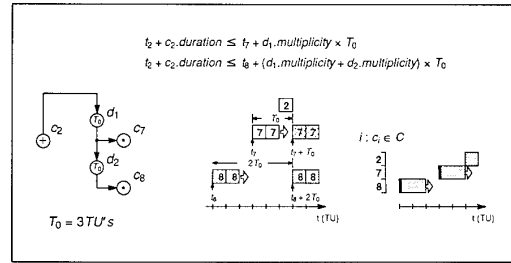 t2 + c2.duration ≤ t7 + d1.multiplicity × T0
t2 + c2.duration ≤ t8 + (d1.multiplicity + d2.multiplicity) × T0
2
T0
d1
T0
7 7 7 7
i : ci ∈ C
c2 + c7
t7 t7 + T0
2
d2
2T0
7
T0
8 8 8 8
8
c8
t8 t8 + 2T0
T0 = 3TU's
t (TU) t (TU)